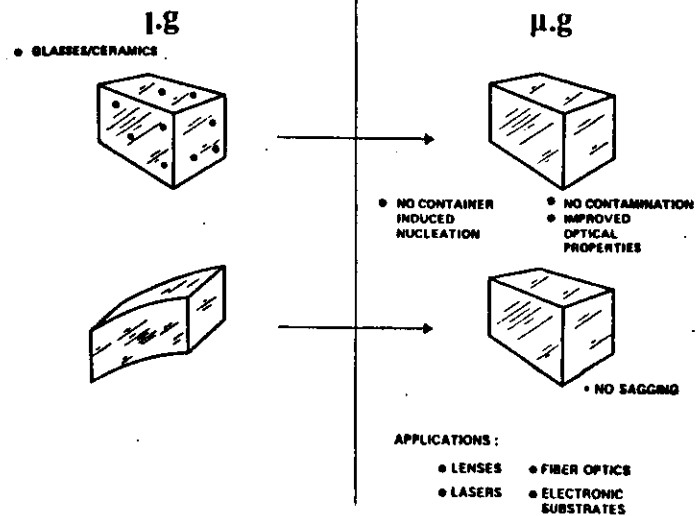 1.g
μ.g
• GLASSES/CERAMICS
• NO CONTAINER
INDUCED
NUCLEATION
• NO CONTAMINATION
• IMPROVED
OPTICAL
PROPERTIES
• NO SAGGING
APPLICATIONS :
• LENSES
• FIBER OPTICS
• LASERS
• ELECTRONIC
SUBSTRATES